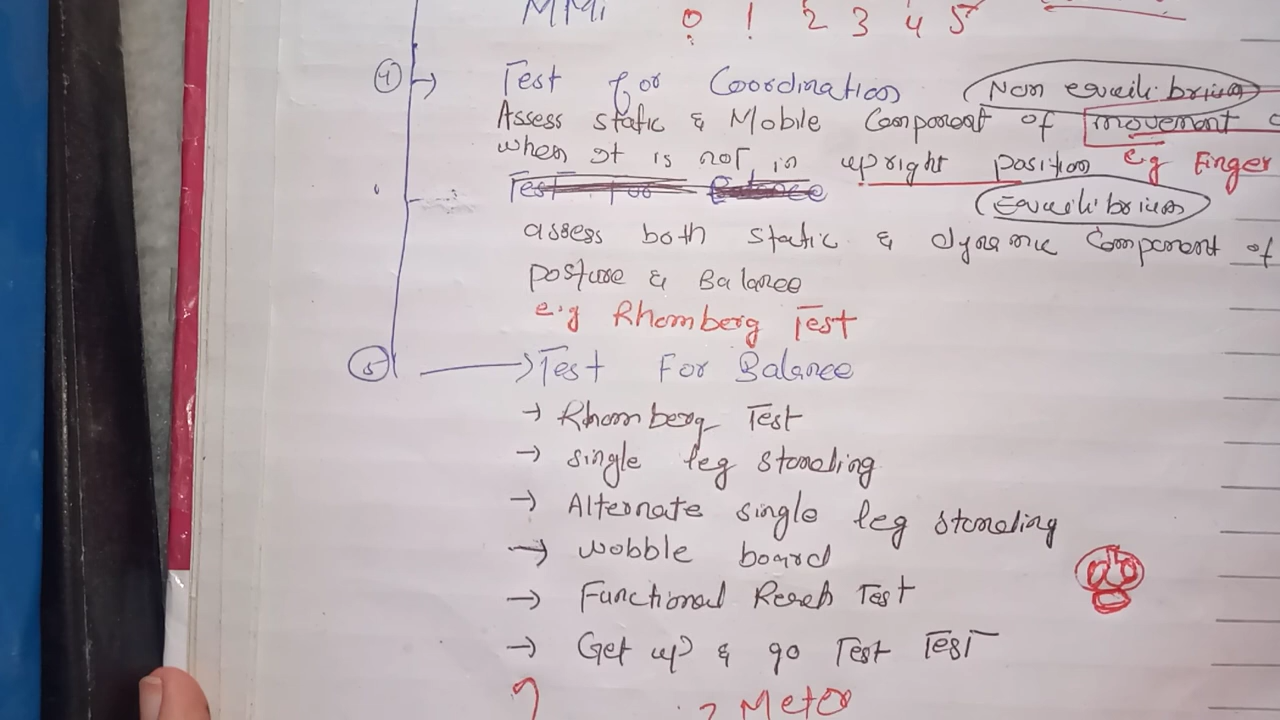 MMT
0 1 2 3 4 5
4 → Test for Coordination Non equilibrium
Assess static & Mobile Component of movement
when it is not in upright position e.g Finger
Test for Balance
Equilibrium
assess both static & dynamic Component of
posture & Balance
e.g Rhomberg Test
5 → Test For Balance
→ Rhomberg Test
→ single leg standing
→ Alternate single leg standing
→ wobble board
→ Functional Reach Test
→ Get up & go Test Test
Meter